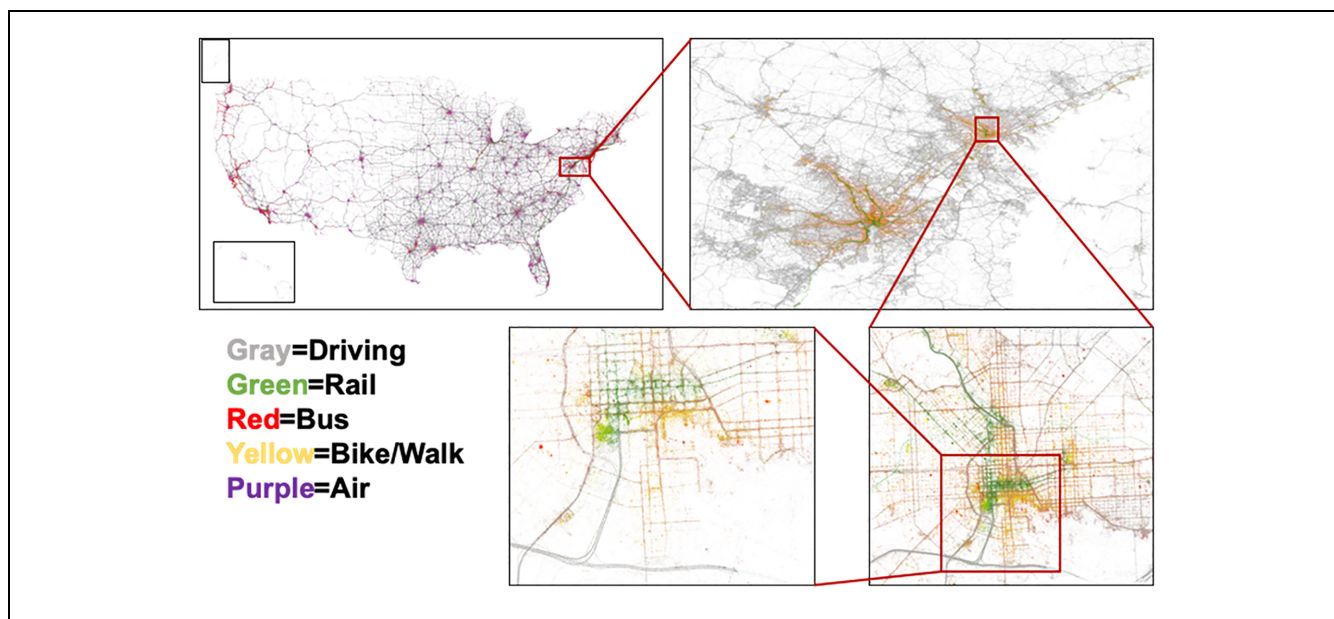 Gray=Driving
Green=Rail
Red=Bus
Yellow=Bike/Walk
Purple=Air